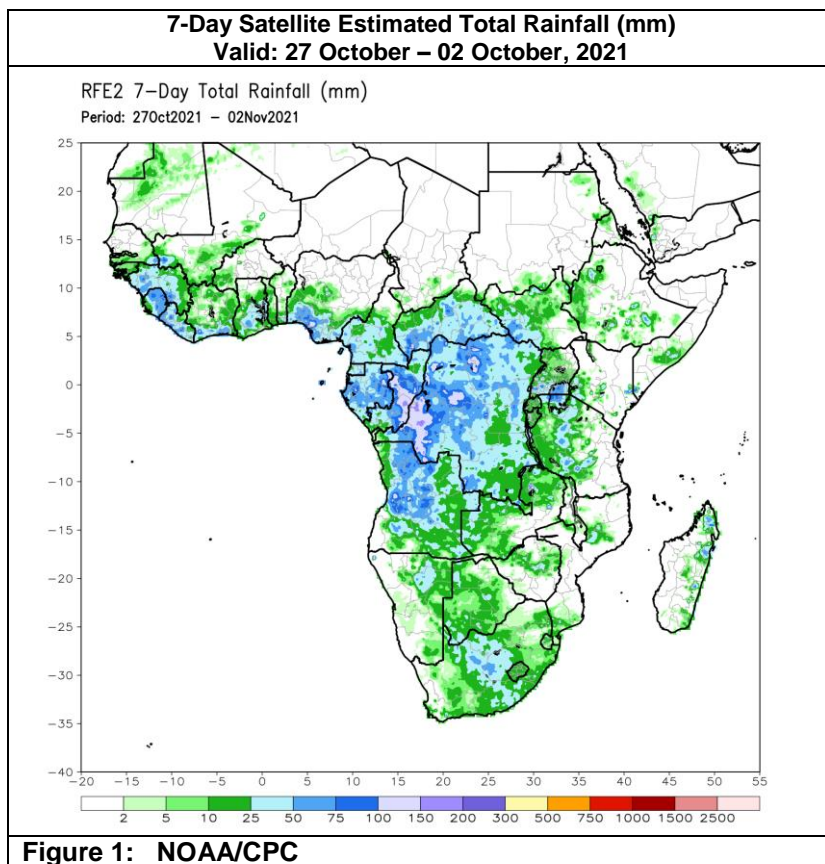 7-Day Satellite Estimated Total Rainfall (mm)
Valid: 27 October – 02 October, 2021
RFE2 7-Day Total Rainfall (mm)
Period: 27Oct2021 – 02Nov2021
25
20
15
10
5
0
-5
-10
-15
-20
-25
-30
-35
-40
-20 -15 -10 -5 0 5 10 15 20 25 30 35 40 45 50 55
2 5 10 25 50 75 100 150 200 300 500 750 1000 1500 2500
Figure 1: NOAA/CPC